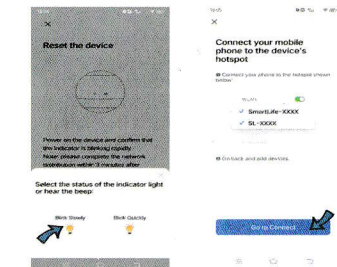 Reset the device
Power on the device and confirm that
the indicator is blinking rapidly
Note: please complete the network
distribution within 3 minutes after
Select the status of the indicator light
or hear the beep:
Blink Slowly
Blink Quickly
Connect your mobile
phone to the device's
hotspot
Connect your phone to the hotspot shown
below:
WLAN
SmartLife-XXXX
SL-XXXX
Go back and add devices.
Go to Connect